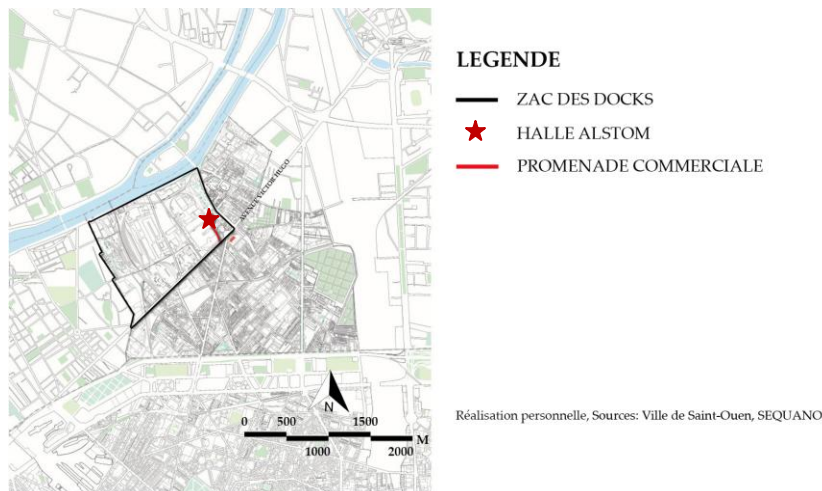 LEGENDE
ZAC DES DOCKS
HALLE ALSTOM
PROMENADE COMMERCIALE
AVENUE VICTOR HUGO
N
0 500 1500
M
1000 2000
Réalisation personnelle, Sources: Ville de Saint-Ouen, SEQUANO